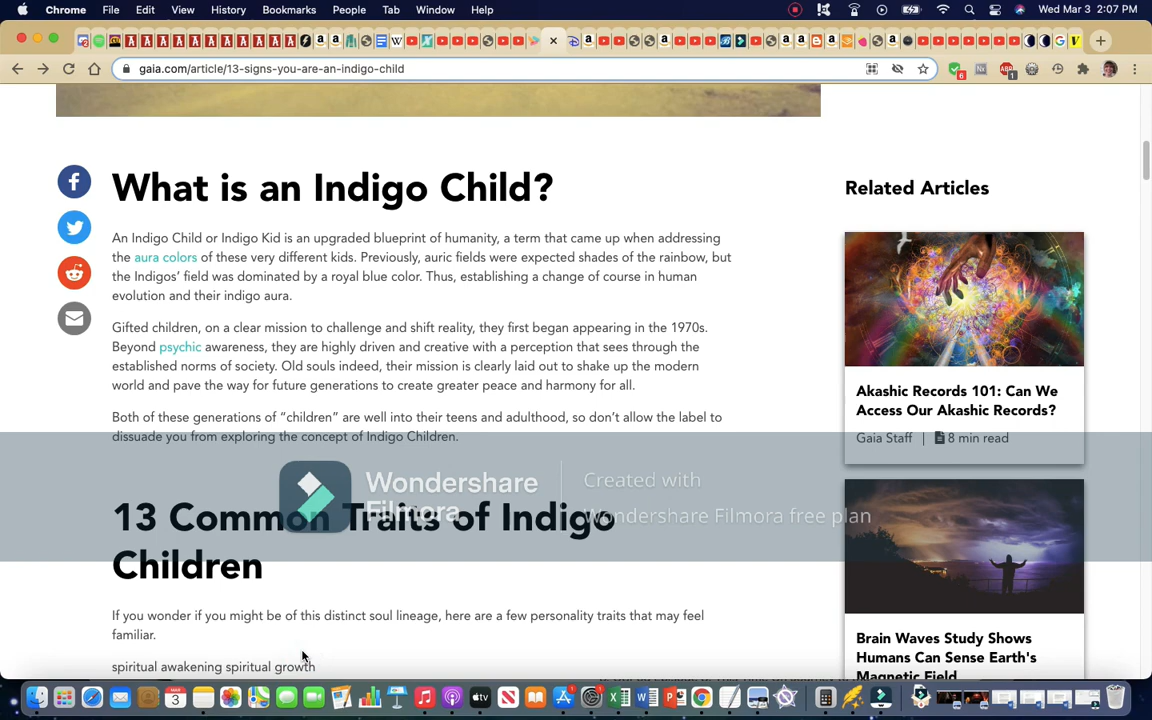 Chrome File Edit View History Bookmarks People Tab Window Help Wed Mar 3 2:07 PM
gaia.com/article/13-signs-you-are-an-indigo-child
What is an Indigo Child?
An Indigo Child or Indigo Kid is an upgraded blueprint of humanity, a term that came up when addressing
the aura colors of these very different kids. Previously, auric fields were expected shades of the rainbow, but
the Indigos' field was dominated by a royal blue color. Thus, establishing a change of course in human
evolution and their indigo aura.
Gifted children, on a clear mission to challenge and shift reality, they first began appearing in the 1970s.
Beyond psychic awareness, they are highly driven and creative with a perception that sees through the
established norms of society. Old souls indeed, their mission is clearly laid out to shake up the modern
world and pave the way for future generations to create greater peace and harmony for all.
Both of these generations of “children” are well into their teens and adulthood, so don't allow the label to
dissuade you from exploring the concept of Indigo Children.
13 Common Traits of Indigo
Children
If you wonder if you might be of this distinct soul lineage, here are a few personality traits that may feel
familiar.
spiritual awakening spiritual growth
Related Articles
Akashic Records 101: Can We
Access Our Akashic Records?
Gaia Staff | 8 min read
Brain Waves Study Shows
Humans Can Sense Earth's
Magnetic Field
Wondershare
Filmora
Created with
Wondershare Filmora free plan